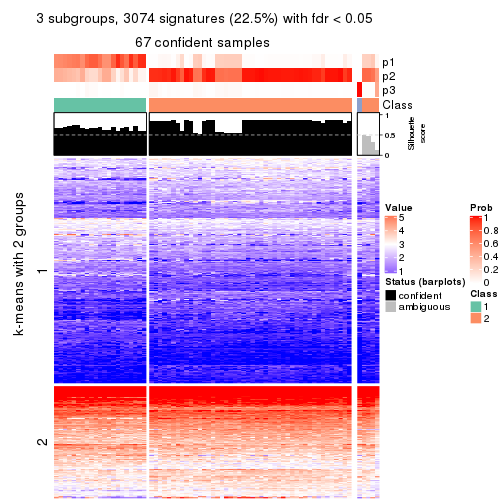 3 subgroups, 3074 signatures (22.5%) with fdr < 0.05
67 confident samples
p1
p2
p3
Class
1
0.5
0
Silhouette
score
k-means with 2 groups
1
2
Value
5
4
3
2
1
Status (barplots)
confident
ambiguous
Prob
1
0.8
0.6
0.4
0.2
0
Class
1
2